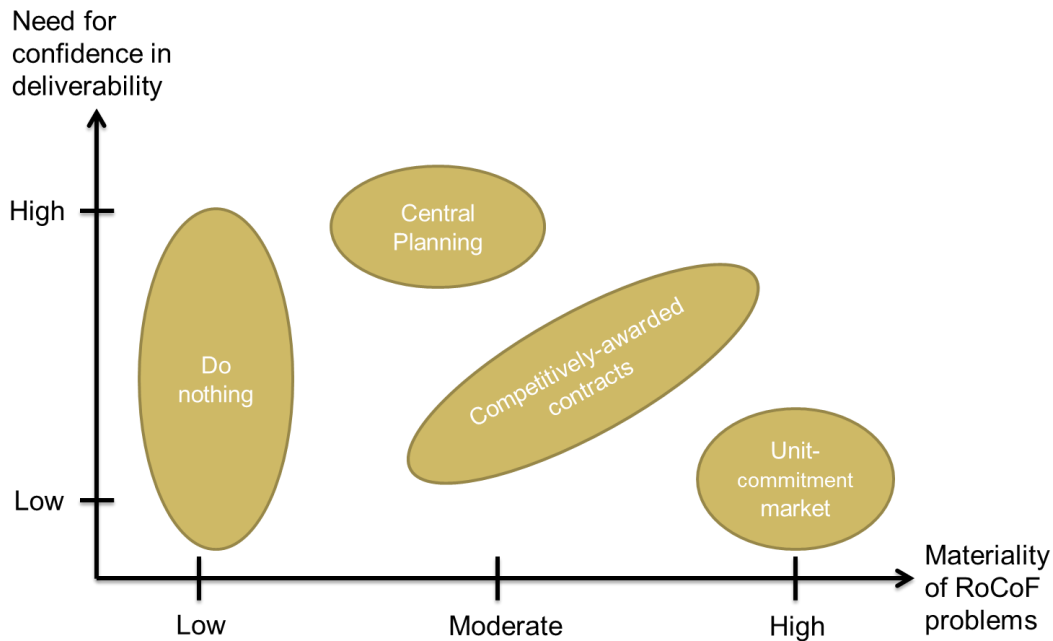 Need for
confidence in
deliverability
High
Low
Central
Planning
Do
nothing
Competitively-awarded
contracts
Unit-
commitment
market
Low
Moderate
High
Materiality
of RoCoF
problems